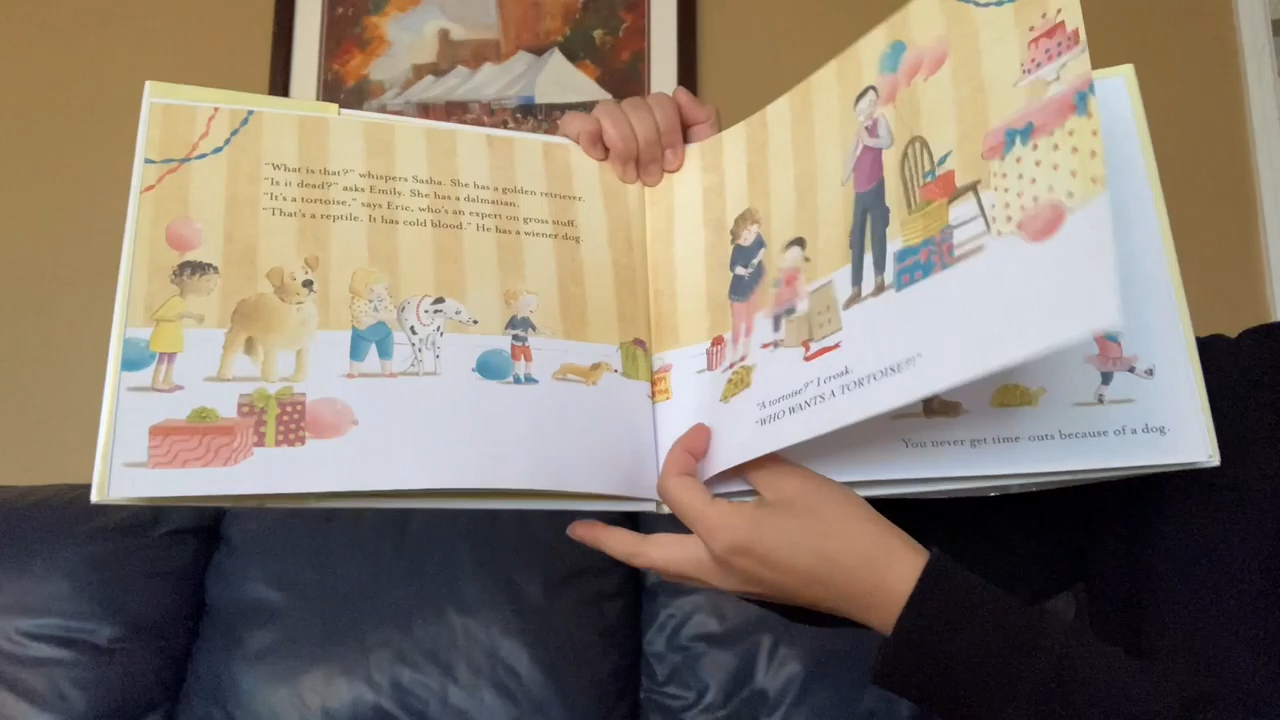 “What is that?” whispers Sasha. She has a golden retriever.
“Is it dead?” asks Emily. She has a dalmatian.
“It’s a tortoise,” says Eric, who’s an expert on gross stuff.
“That’s a reptile. It has cold blood.” He has a wiener dog.
“A tortoise?” I croak.
“WHO WANTS A TORTOISE?!”
You never get time-outs because of a dog.